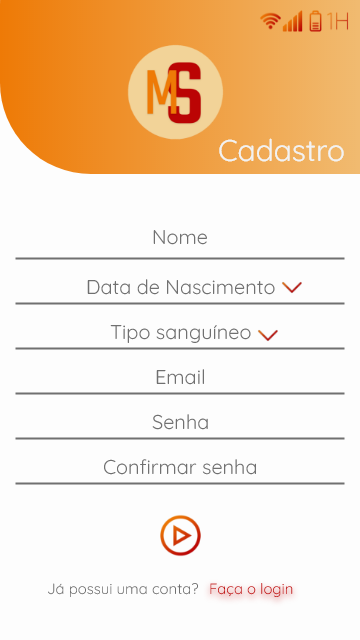 1H
MS
Cadastro
Nome
Data de Nascimento
Tipo sanguíneo
Email
Senha
Confirmar senha
Já possui uma conta? Faça o login